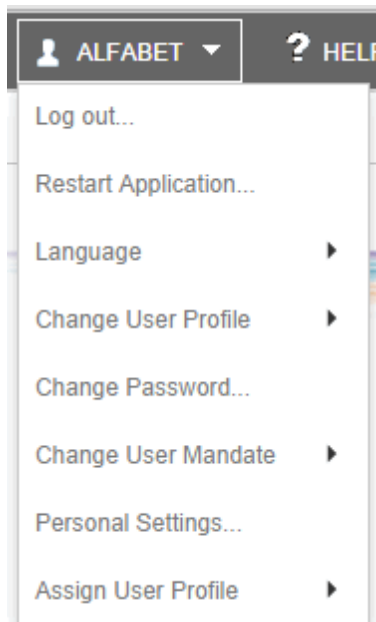 ALFABET ? HELP
Log out...
Restart Application...
Language
Change User Profile
Change Password...
Change User Mandate
Personal Settings...
Assign User Profile